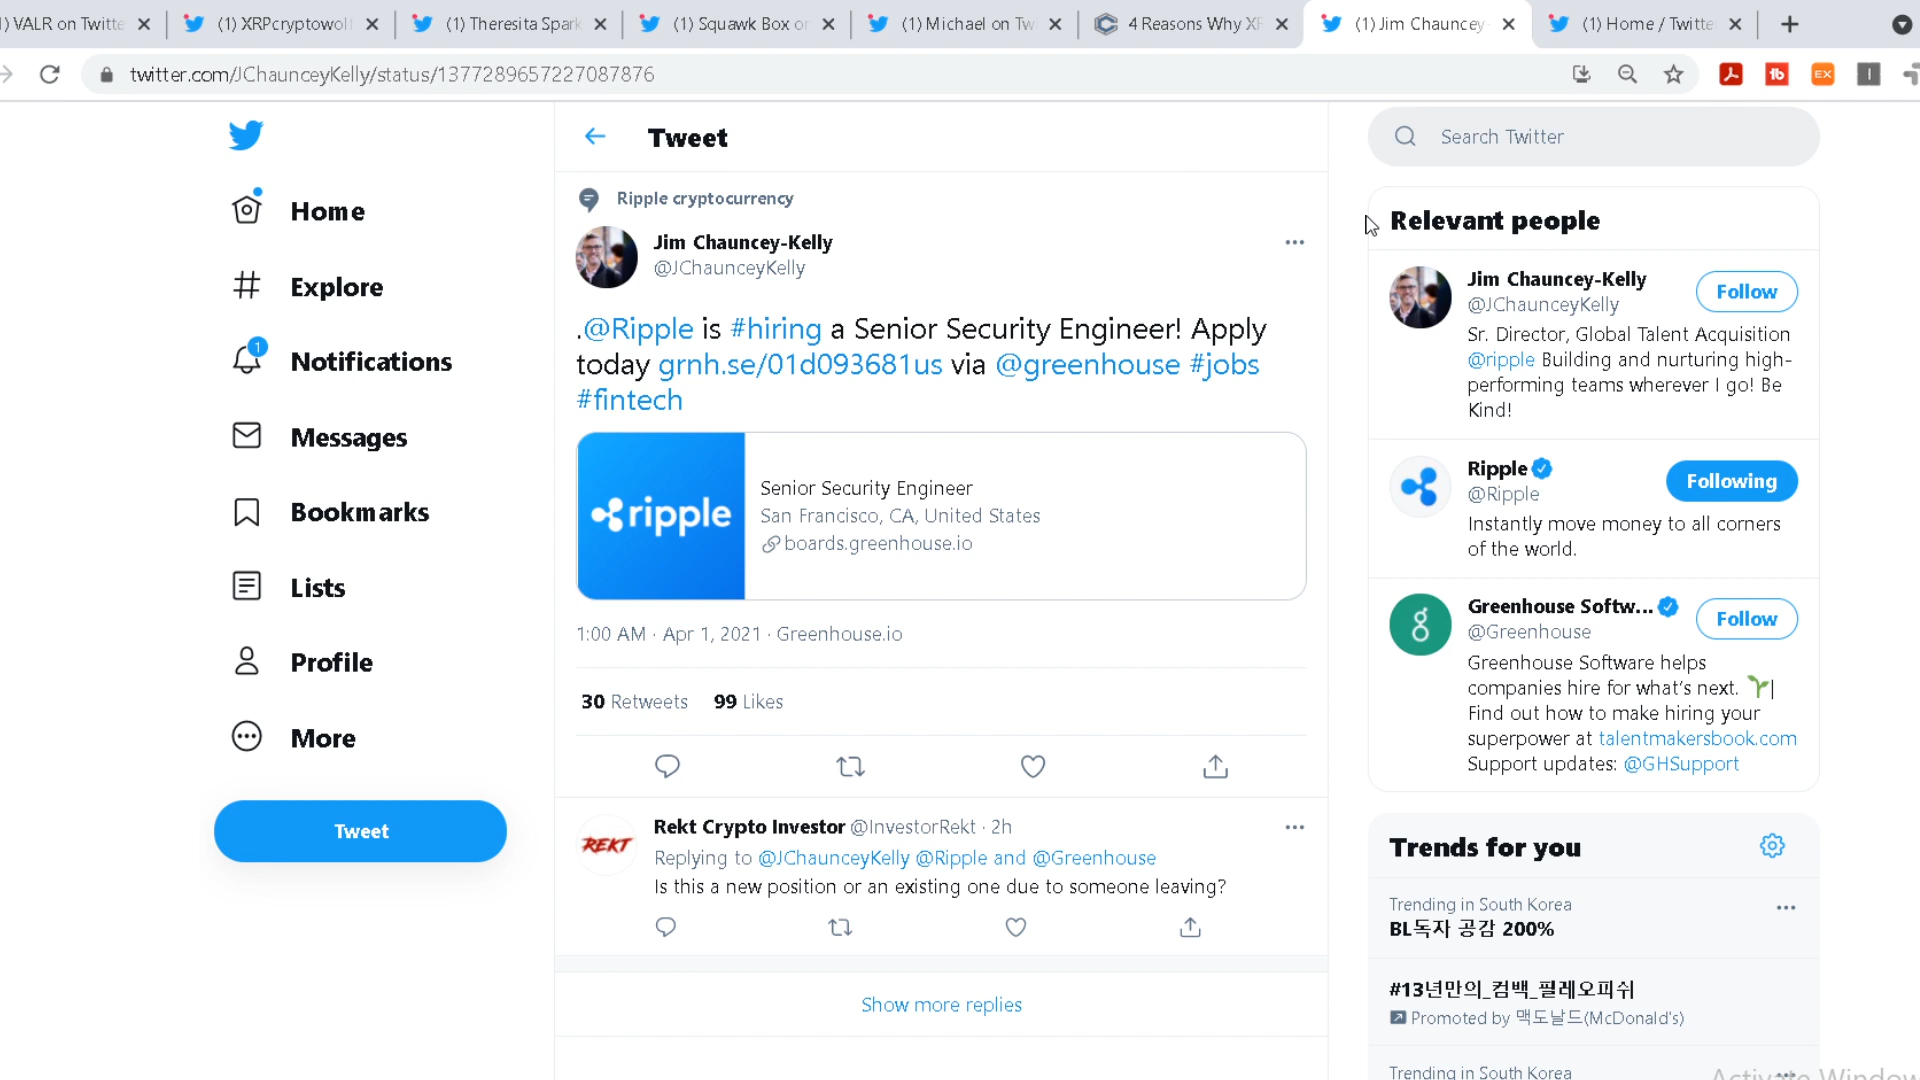 ) VALR on Twitte
(1) XRPcryptowolf
(1) Theresita Spark
(1) Squawk Box on
(1) Michael on Twi
4 Reasons Why XR
(1) Jim Chauncey-
(1) Home / Twitte
twitter.com/JChaunceyKelly/status/1377289657227087876
EX
Home
Explore
1
Notifications
Messages
Bookmarks
Lists
Profile
More
Tweet
Tweet
Ripple cryptocurrency
Jim Chauncey-Kelly
@JChaunceyKelly
.@Ripple is #hiring a Senior Security Engineer! Apply
today grnh.se/01d093681us via @greenhouse #jobs
#fintech
ripple
Senior Security Engineer
San Francisco, CA, United States
boards.greenhouse.io
1:00 AM · Apr 1, 2021 · Greenhouse.io
30 Retweets 99 Likes
REKT
Rekt Crypto Investor @InvestorRekt · 2h
Replying to @JChaunceyKelly @Ripple and @Greenhouse
Is this a new position or an existing one due to someone leaving?
Show more replies
Search Twitter
Relevant people
Jim Chauncey-Kelly
@JChaunceyKelly
Follow
Sr. Director, Global Talent Acquisition
@ripple Building and nurturing high-
performing teams wherever I go! Be
Kind!
Ripple
@Ripple
Following
Instantly move money to all corners
of the world.
Greenhouse Softw...
@Greenhouse
Follow
Greenhouse Software helps
companies hire for what's next. 🌱|
Find out how to make hiring your
superpower at talentmakersbook.com
Support updates: @GHSupport
Trends for you
Trending in South Korea
BL독자 공감 200%
#13년만의_컴백_필레오피쉬
Promoted by 맥도날드(McDonald's)
Trending in South Korea